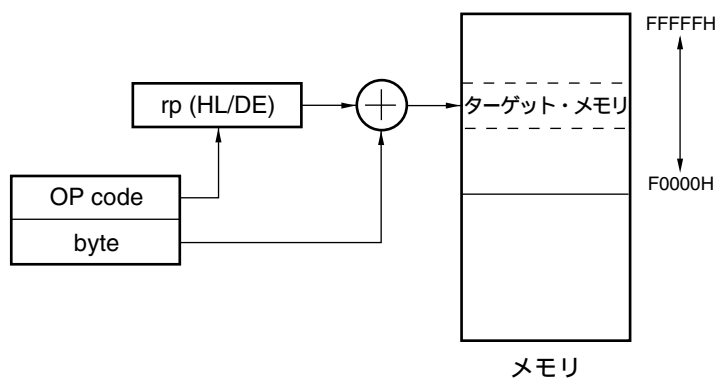 FFFFFH
rp (HL/DE)
ターゲット・メモリ
F0000H
OP code
byte
メモリ